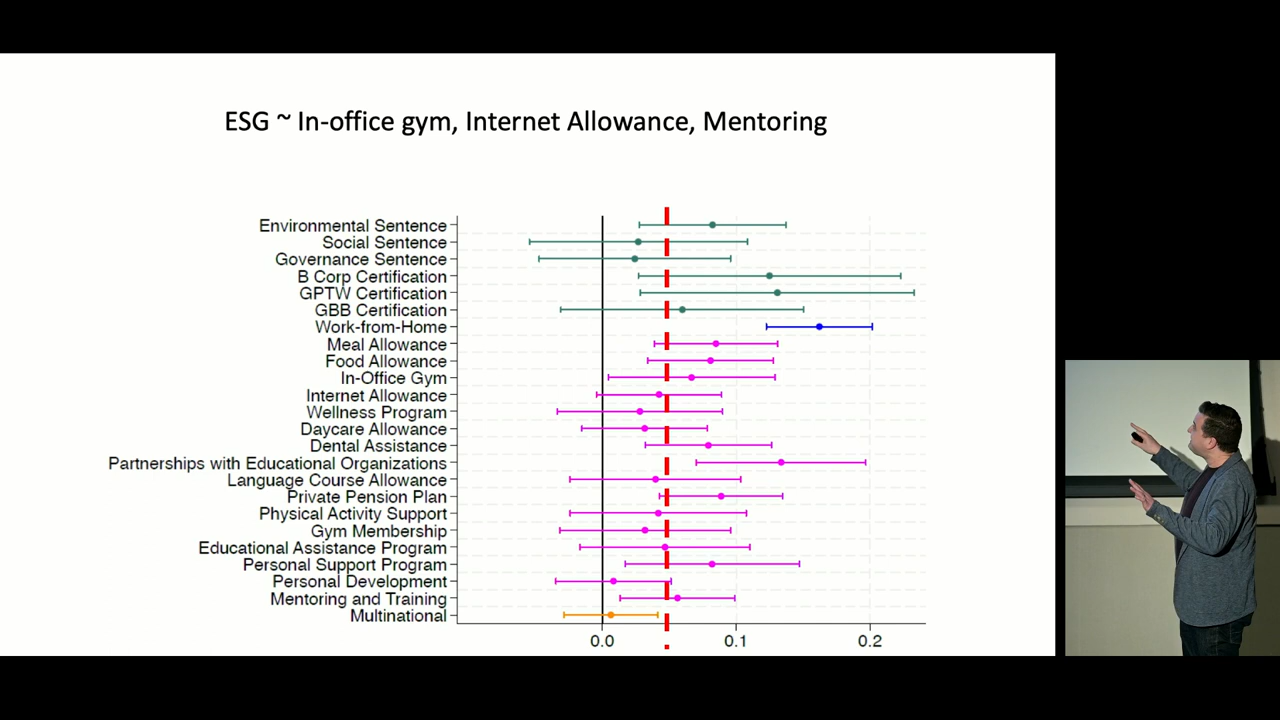 ESG ~ In-office gym, Internet Allowance, Mentoring
Environmental Sentence
Social Sentence
Governance Sentence
B Corp Certification
GPTW Certification
GBB Certification
Work-from-Home
Meal Allowance
Food Allowance
In-Office Gym
Internet Allowance
Wellness Program
Daycare Allowance
Dental Assistance
Partnerships with Educational Organizations
Language Course Allowance
Private Pension Plan
Physical Activity Support
Gym Membership
Educational Assistance Program
Personal Support Program
Personal Development
Mentoring and Training
Multinational
0.0 0.1 0.2